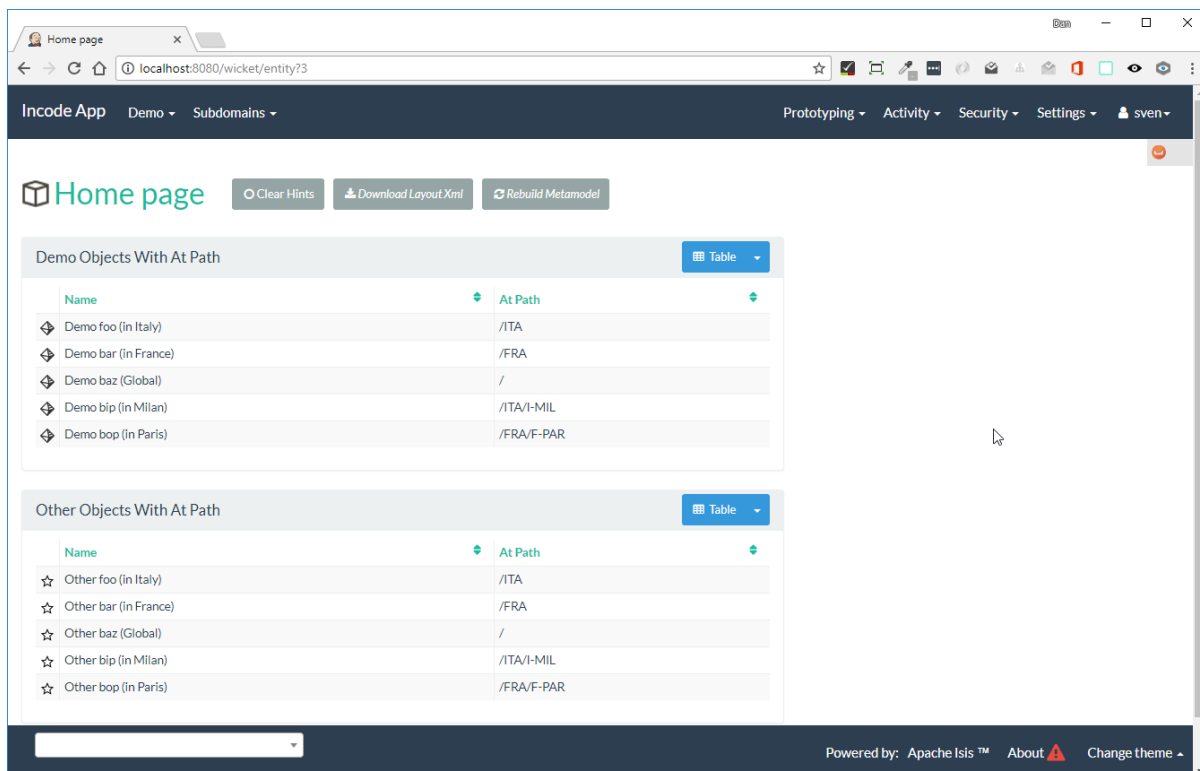 Dan
Home page
localhost:8080/wicket/entity?3
Incode App Demo Subdomains Prototyping Activity Security Settings sven
Home page Clear Hints Download Layout Xml Rebuild Metamodel
Demo Objects With At Path Table
Name At Path
Demo foo (in Italy) /ITA
Demo bar (in France) /FRA
Demo baz (Global) /
Demo bip (in Milan) /ITA/I-MIL
Demo bop (in Paris) /FRA/F-PAR
Other Objects With At Path Table
Name At Path
Other foo (in Italy) /ITA
Other bar (in France) /FRA
Other baz (Global) /
Other bip (in Milan) /ITA/I-MIL
Other bop (in Paris) /FRA/F-PAR
Powered by: Apache Isis ™ About Change theme